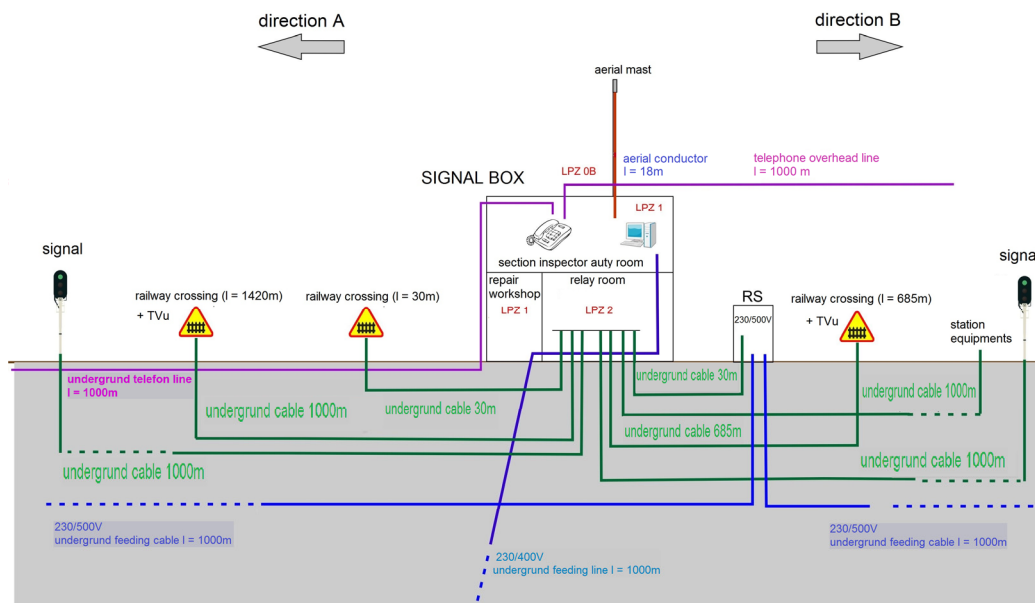 direction A
direction B
aerial mast
LPZ 0B
aerial conductor
l = 18m
telephone overhead line
l = 1000 m
SIGNAL BOX
LPZ 1
section inspector auty room
signal
signal
railway crossing (l = 1420m)
+ TVu
railway crossing (l = 30m)
repair
workshop
LPZ 1
relay room
LPZ 2
RS
230/500V
railway crossing (l = 685m)
+ TVu
station
equipments
undergrund telefon line
l = 1000m
undergrund cable 1000m
undergrund cable 30m
undergrund cable 30m
undergrund cable 1000m
undergrund cable 685m
undergrund cable 1000m
undergrund cable 1000m
230/500V
undergrund feeding cable l = 1000m
230/400V
undergrund feeding line l = 1000m
230/500V
undergrund feeding cable l = 1000m